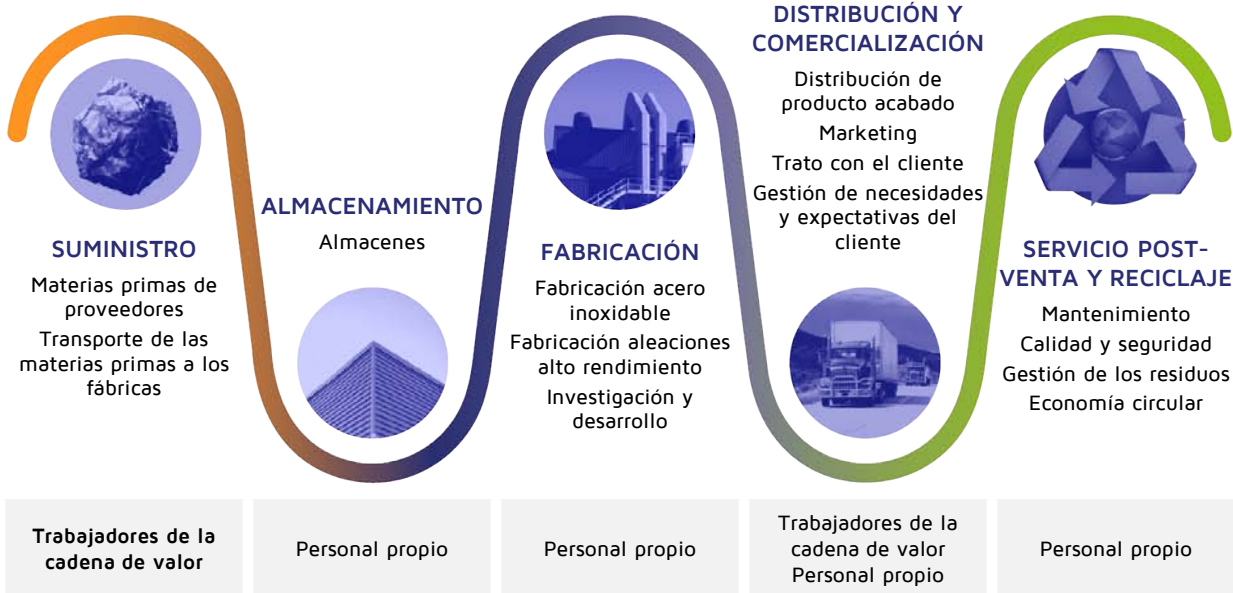 SUMINISTRO
Materias primas de
proveedores
Transporte de las
materias primas a los
fábricas
ALMACENAMIENTO
Almacenes
FABRICACIÓN
Fabricación acero
inoxidable
Fabricación aleaciones
alto rendimiento
Investigación y
desarrollo
DISTRIBUCIÓN Y
COMERCIALIZACIÓN
Distribución de
producto acabado
Marketing
Trato con el cliente
Gestión de necesidades
y expectativas del
cliente
SERVICIO POST-
VENTA Y RECICLAJE
Mantenimiento
Calidad y seguridad
Gestión de los residuos
Economía circular
Trabajadores de la
cadena de valor
Personal propio
Personal propio
Trabajadores de la
cadena de valor
Personal propio
Personal propio